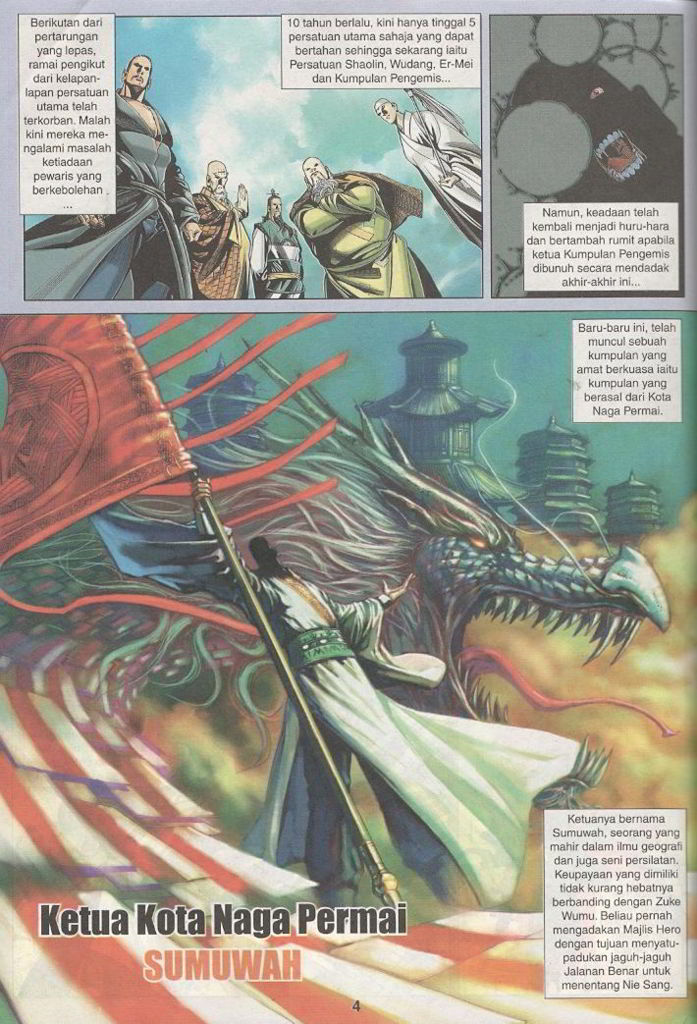 Berikutan dari
pertarungan
yang lepas,
ramai pengikut
dari kelapan-
lapan persatuan
utama telah
terkorban. Malah
kini mereka me-
ngalami masalah
ketiadaan
pewaris yang
berkebolehan
...
10 tahun berlalu, kini hanya tinggal 5
persatuan utama sahaja yang dapat
bertahan sehingga sekarang iaitu
Persatuan Shaolin, Wudang, Er-Mei
dan Kumpulan Pengemis...
Namun, keadaan telah
kembali menjadi huru-hara
dan bertambah rumit apabila
ketua Kumpulan Pengemis
dibunuh secara mendadak
akhir-akhir ini...
Baru-baru ini, telah
muncul sebuah
kumpulan yang
amat berkuasa iaitu
kumpulan yang
berasal dari Kota
Naga Permai.
Ketuanya bernama
Sumuwah, seorang yang
mahir dalam ilmu geografi
dan juga seni persilatan.
Keupayaan yang dimiliki
tidak kurang hebatnya
berbanding dengan Zuke
Wumu. Beliau pernah
mengadakan Majlis Hero
dengan tujuan menyatu-
padukan jaguh-jaguh
Jalanan Benar untuk
menentang Nie Sang.
Ketua Kota Naga Permai
SUMUWAH
4